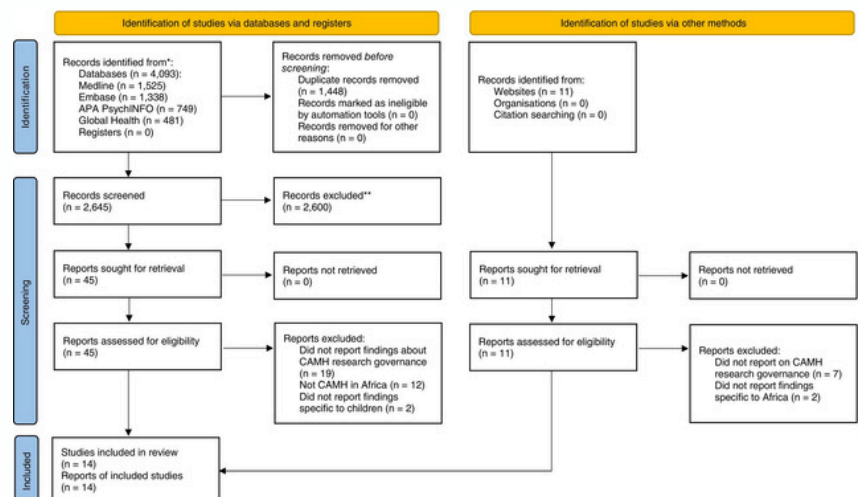 Identification of studies via databases and registers
Identification of studies via other methods
Identification
Records identified from*:
Databases (n = 4,093):
Medline (n = 1,525)
Embase (n = 1,338)
APA PsychINFO (n = 749)
Global Health (n = 481)
Registers (n = 0)
Records removed before
screening:
Duplicate records removed
(n = 1,448)
Records marked as ineligible
by automation tools (n = 0)
Records removed for other
reasons (n = 0)
Records identified from:
Websites (n = 11)
Organisations (n = 0)
Citation searching (n = 0)
Screening
Records screened
(n = 2,645)
Records excluded**
(n = 2,600)
Reports sought for retrieval
(n = 45)
Reports not retrieved
(n = 0)
Reports sought for retrieval
(n = 11)
Reports not retrieved
(n = 0)
Reports assessed for eligibility
(n = 45)
Reports excluded:
Did not report findings about
CAMH research governance
(n = 19)
Not CAMH in Africa (n = 12)
Did not report findings
specific to children (n = 2)
Reports assessed for eligibility
(n = 11)
Reports excluded:
Did not report on CAMH
research governance (n = 7)
Did not report findings
specific to Africa (n = 2)
Included
Studies included in review
(n = 14)
Reports of included studies
(n = 14)